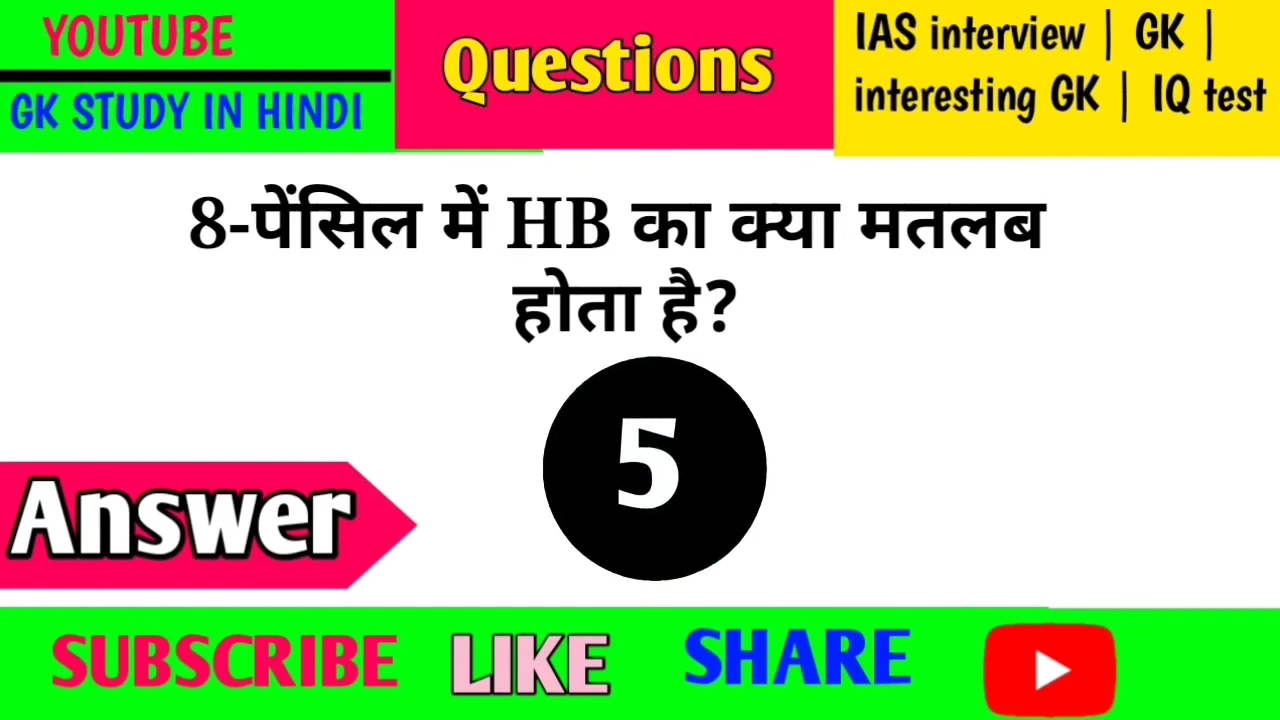 YOUTUBE
GK STUDY IN HINDI
Questions
IAS interview | GK |
interesting GK | IQ test
8-पेंसिल में HB का क्या मतलब
होता है?
5
Answer
SUBSCRIBE LIKE SHARE